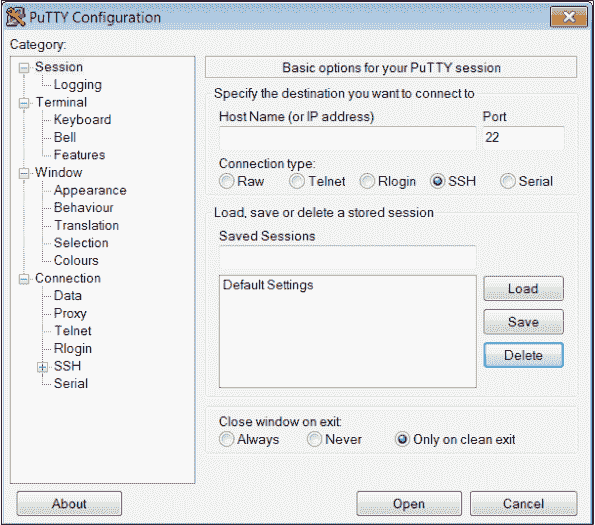 PuTTY Configuration
Category:
Session
Logging
Terminal
Keyboard
Bell
Features
Window
Appearance
Behaviour
Translation
Selection
Colours
Connection
Data
Proxy
Telnet
Rlogin
SSH
Serial
Basic options for your PuTTY session
Specify the destination you want to connect to
Host Name (or IP address) Port
22
Connection type:
Raw Telnet Rlogin SSH Serial
Load, save or delete a stored session
Saved Sessions
Default Settings
Load
Save
Delete
Close window on exit:
Always Never Only on clean exit
About Open Cancel